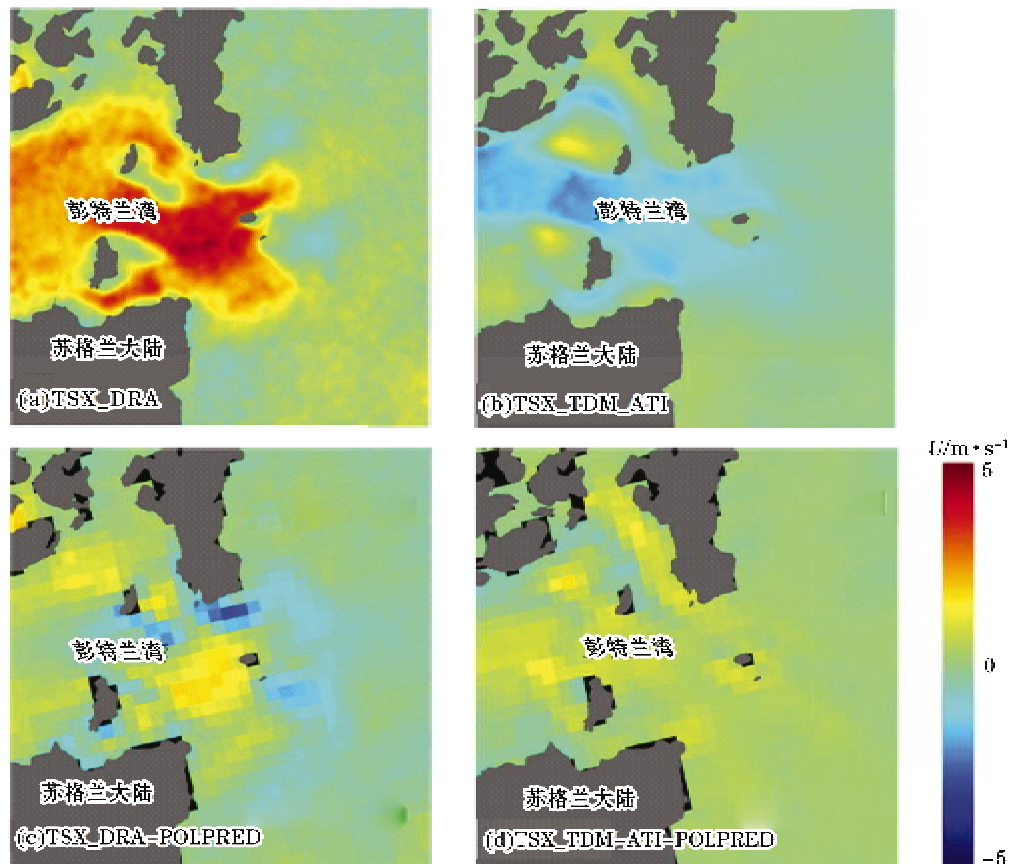 彭特兰湾
苏格兰大陆
(a)TSX_DRA
彭特兰湾
苏格兰大陆
(b)TSX_TDM_ATI
彭特兰湾
苏格兰大陆
(c)TSX_DRA-POLPRED
彭特兰湾
苏格兰大陆
(d)TSX_TDM-ATI-POLPRED
U/m·s⁻¹
5
0
-5